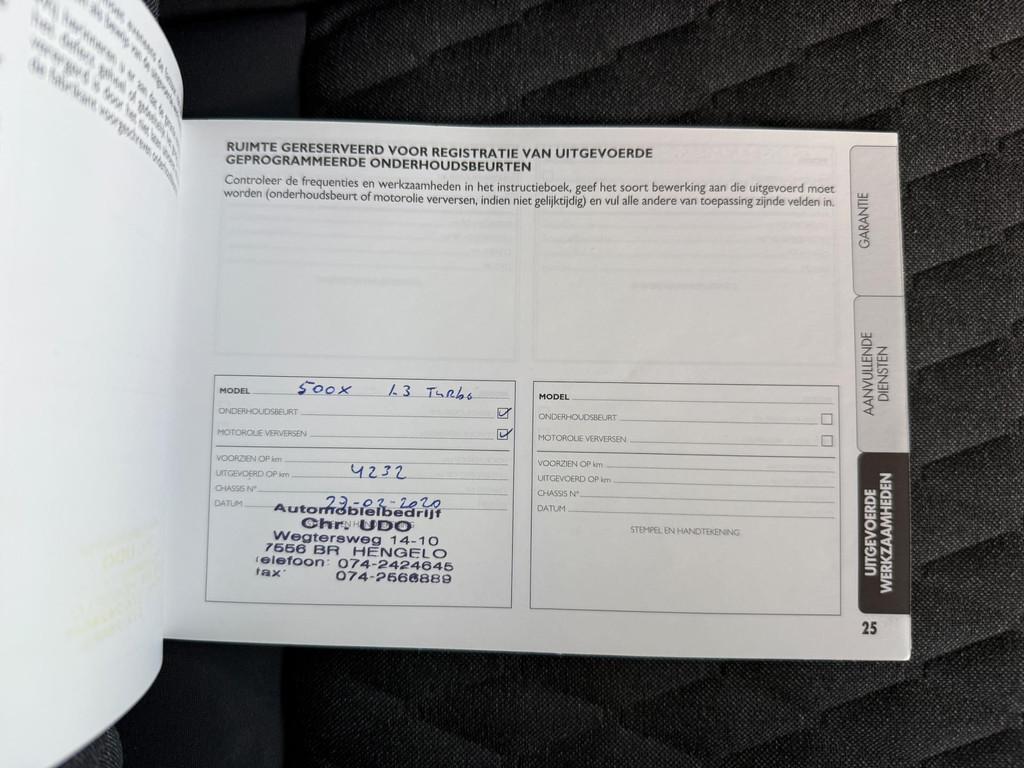 RUIMTE GERESERVEERD VOOR REGISTRATIE VAN UITGEVOERDE
GEPROGRAMMEERDE ONDERHOUDSBEURTEN
Controleer de frequenties en werkzaamheden in het instructieboek, geef het soort bewerking aan die uitgevoerd moet
worden (onderhoudsbeurt of motorolie verversen, indien niet gelijktijdig) en vul alle andere van toepassing zijnde velden in.
MODEL 500X 1.3 Turbo
ONDERHOUDSBEURT
MOTOROLIE VERVERSEN
VOORZIEN OP km
UITGEVOERD OP km 4232
CHASSIS N°
DATUM 27-02-2020
Automobielbedrijf
Chr. UDO
Wegtersweg 14-10
7556 BR HENGELO
elefoon: 074-2424645
fax: 074-2566889
MODEL
ONDERHOUDSBEURT
MOTOROLIE VERVERSEN
VOORZIEN OP km
UITGEVOERD OP km
CHASSIS N°
DATUM
STEMPEL EN HANDTEKENING
GARANTIE
AANVULLENDE
DIENSTEN
UITGEVOERDE
WERKZAAMHEDEN
25